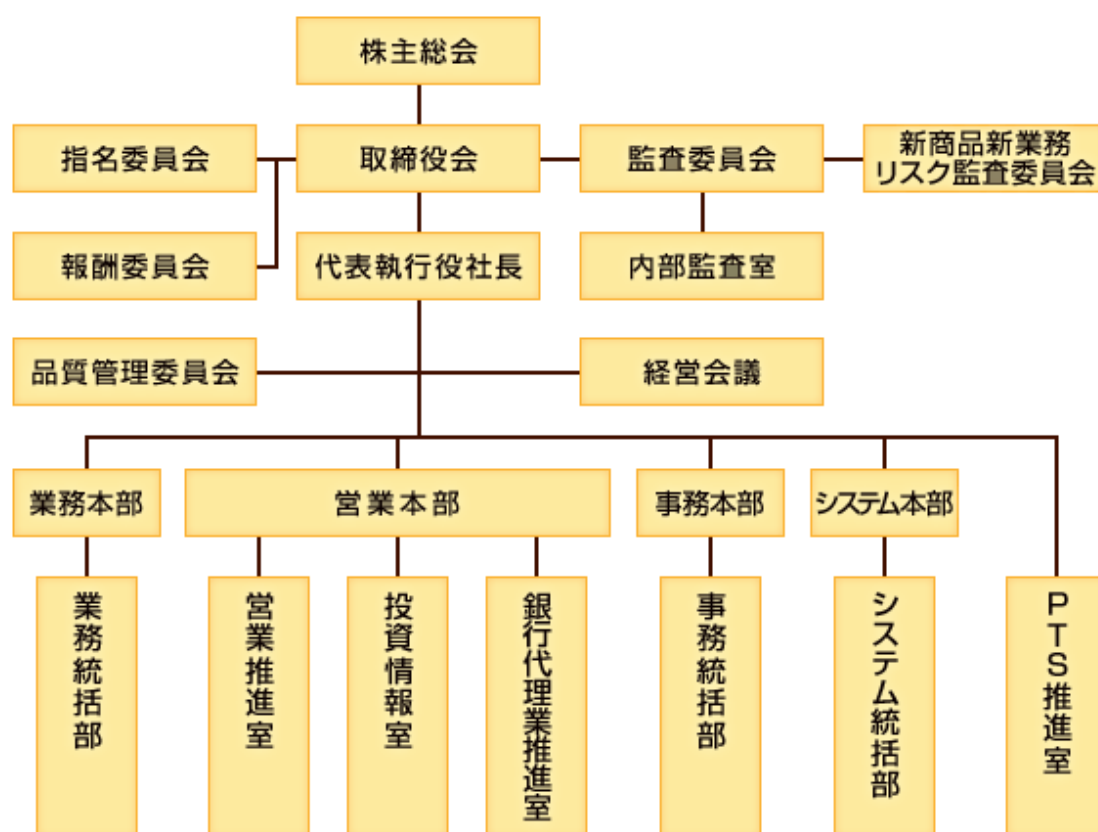 株主総会
指名委員会
取締役会
監査委員会
新商品新業務
リスク監査委員会
報酬委員会
代表執行役社長
内部監査室
品質管理委員会
経営会議
業務本部
営業本部
事務本部
システム本部
業務統括部
営業推進室
投資情報室
銀行代理業推進室
事務統括部
システム統括部
PTS推進室